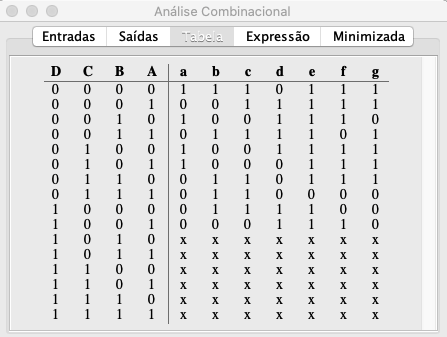 Análise Combinacional
Entradas Saídas Tabela Expressão Minimizada
D C B A a b c d e f g
0 0 0 0 1 1 1 0 1 1 1
0 0 0 1 0 0 1 1 1 1 1
0 0 1 0 1 0 0 1 1 1 0
0 0 1 1 0 1 1 1 1 0 1
0 1 0 0 1 0 0 1 1 1 1
0 1 0 1 1 0 0 0 1 1 1
0 1 1 0 0 1 1 0 1 1 1
0 1 1 1 0 1 1 0 0 0 0
1 0 0 0 0 1 1 1 1 0 0
1 0 0 1 0 0 0 1 1 1 0
1 0 1 0 x x x x x x x
1 0 1 1 x x x x x x x
1 1 0 0 x x x x x x x
1 1 0 1 x x x x x x x
1 1 1 0 x x x x x x x
1 1 1 1 x x x x x x x